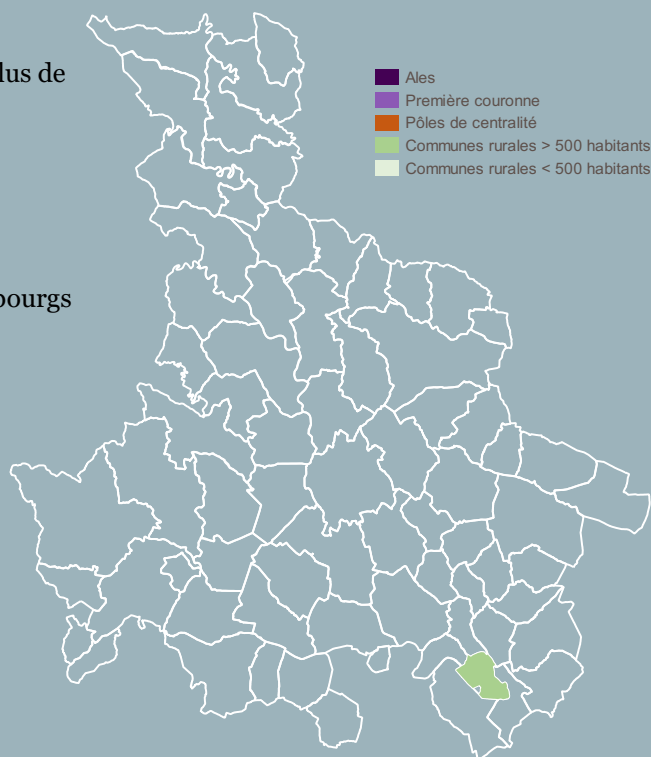 lus de
bourgs
Ales
Première couronne
Pôles de centralité
Communes rurales > 500 habitants
Communes rurales < 500 habitants